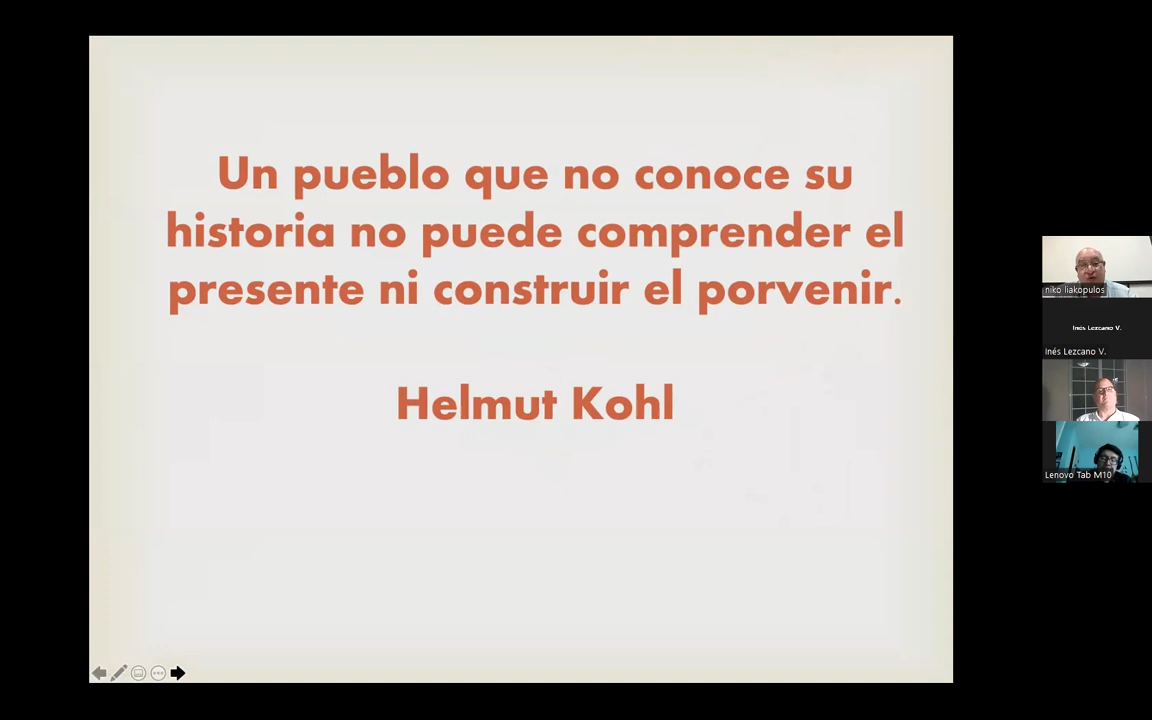 Un pueblo que no conoce su
historia no puede comprender el
presente ni construir el porvenir.
Helmut Kohl
niko liakopulos
Inés Lezcano V.
Inés Lezcano V.
Lenovo Tab M10